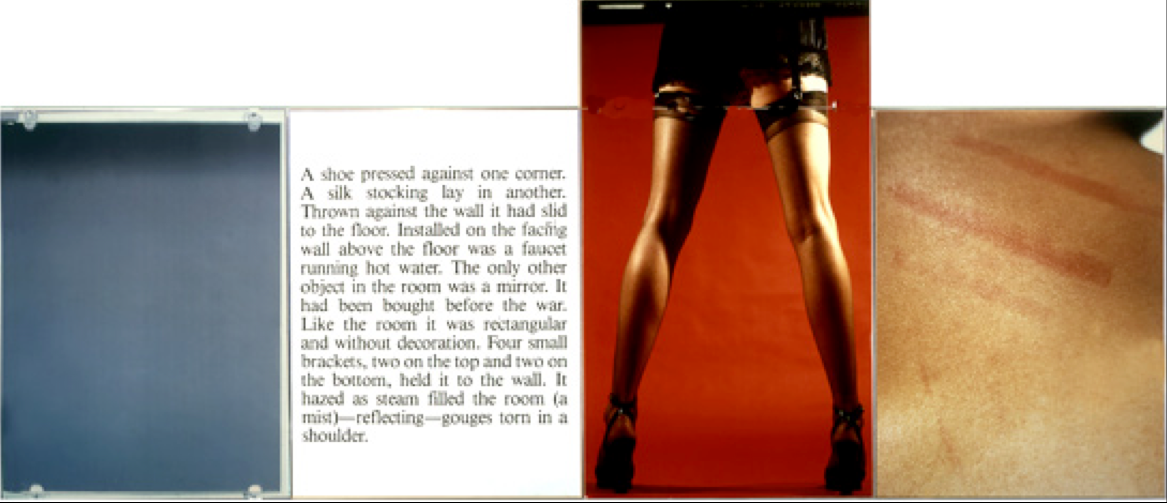 A shoe pressed against one corner.
A silk stocking lay in another.
Thrown against the wall it had slid
to the floor. Installed on the facing
wall above the floor was a faucet
running hot water. The only other
object in the room was a mirror. It
had been bought before the war.
Like the room it was rectangular
and without decoration. Four small
brackets, two on the top and two on
the bottom, held it to the wall. It
hazed as steam filled the room (a
mist)—reflecting—gouges torn in a
shoulder.